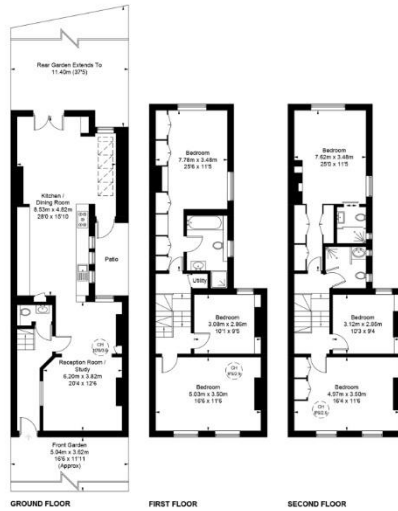 Rear Garden Extends To
11.40m (37'5)
Kitchen /
Dining Room
8.53m x 4.82m
28'0 x 15'10
Patio
Reception Room /
Study
6.20m x 3.82m
20'4 x 12'6
Front Garden
5.04m x 3.62m
16'6 x 11'11
(Approx)
GROUND FLOOR
Bedroom
7.78m x 3.48m
25'6 x 11'5
Utility
Bedroom
3.08m x 2.86m
10'1 x 9'5
CH
Bedroom
5.03m x 3.50m
16'6 x 11'6
FIRST FLOOR
Bedroom
7.62m x 3.48m
25'0 x 11'5
Bedroom
3.12m x 2.85m
10'3 x 9'4
Bedroom
4.97m x 3.50m
16'4 x 11'6
CH
SECOND FLOOR